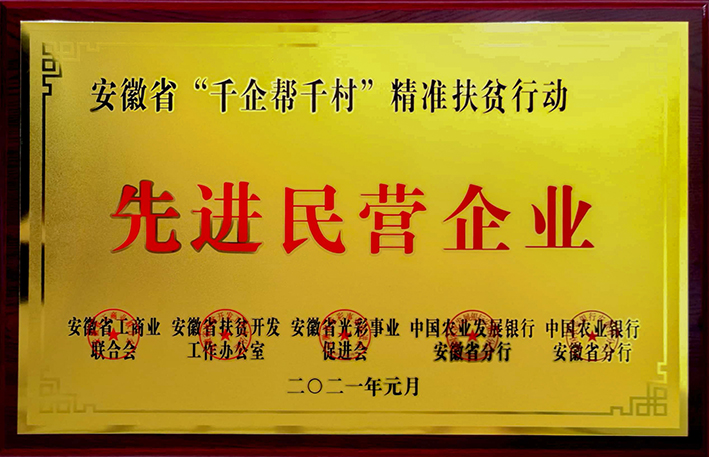 安徽省“千企帮千村”精准扶贫行动
先进民营企业
安徽省工商业联合会
安徽省扶贫开发工作办公室
安徽省光彩事业促进会
中国农业发展银行安徽省分行
中国农业银行安徽省分行
二〇二一年元月